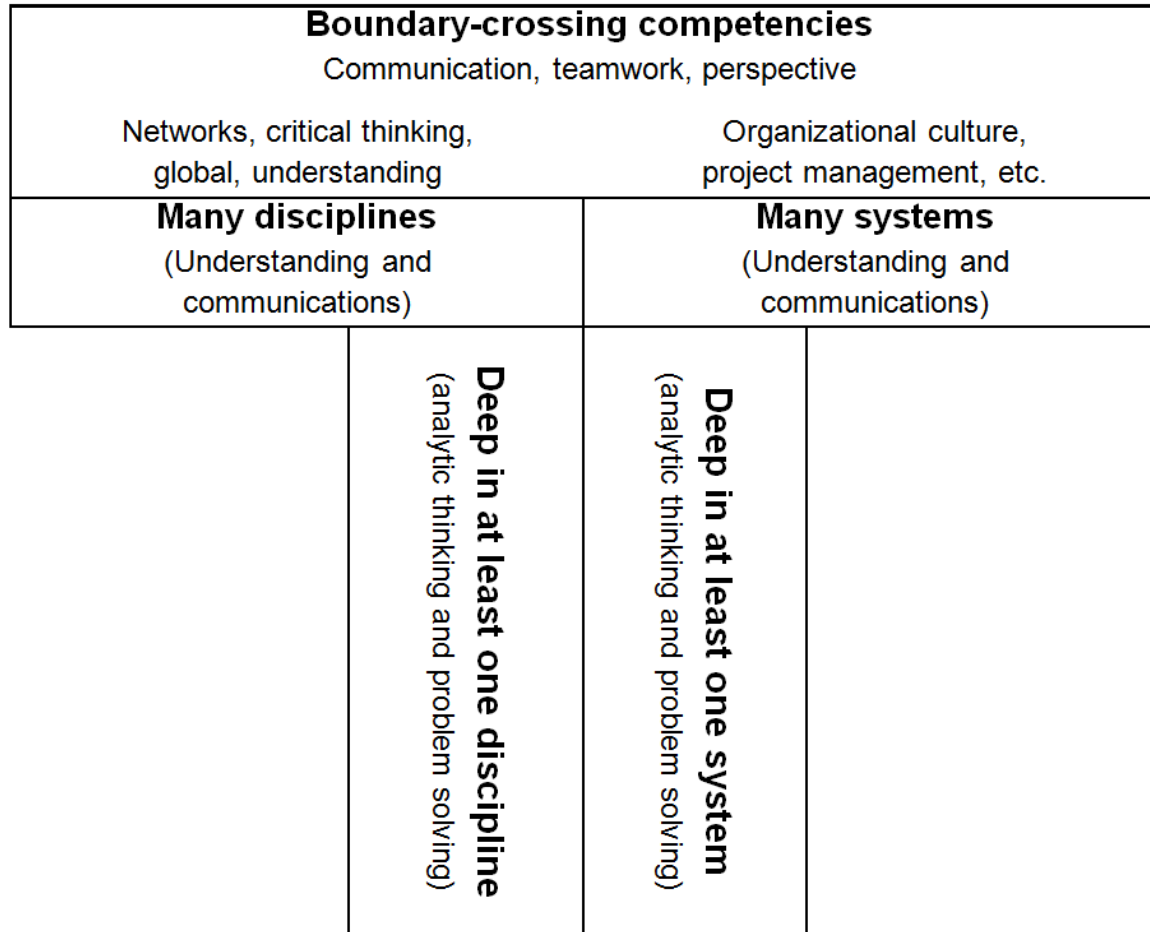 Boundary-crossing competencies
Communication, teamwork, perspective
Networks, critical thinking,
global, understanding
Organizational culture,
project management, etc.
Many disciplines
(Understanding and
communications)
Many systems
(Understanding and
communications)
Deep in at least one discipline
(analytic thinking and problem solving)
Deep in at least one system
(analytic thinking and problem solving)